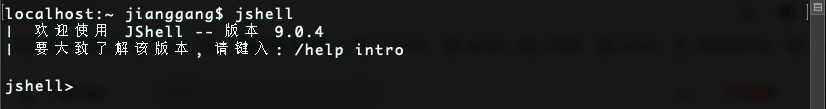 localhost:~ jianggang$ jshell
|  欢迎使用 JShell -- 版本 9.0.4
|  要大致了解该版本, 请键入: /help intro
jshell>